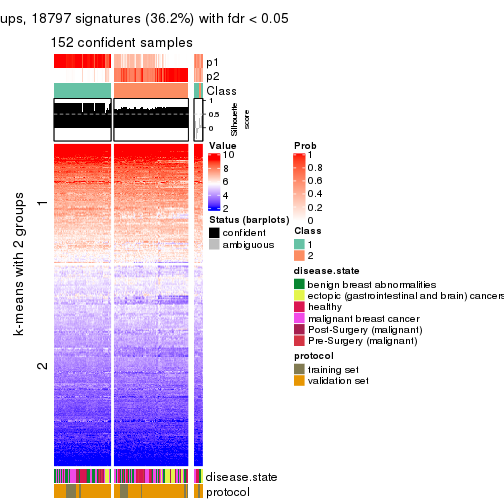 ups, 18797 signatures (36.2%) with fdr < 0.05
152 confident samples
p1
p2
Class
1
0.5
0
Silhouette
score
k-means with 2 groups
1
2
Value
10
8
6
4
2
Status (barplots)
confident
ambiguous
Prob
1
0.8
0.6
0.4
0.2
0
Class
1
2
disease.state
benign breast abnormalities
ectopic (gastrointestinal and brain) cancers
healthy
malignant breast cancer
Post-Surgery (malignant)
Pre-Surgery (malignant)
protocol
training set
validation set
disease.state
protocol